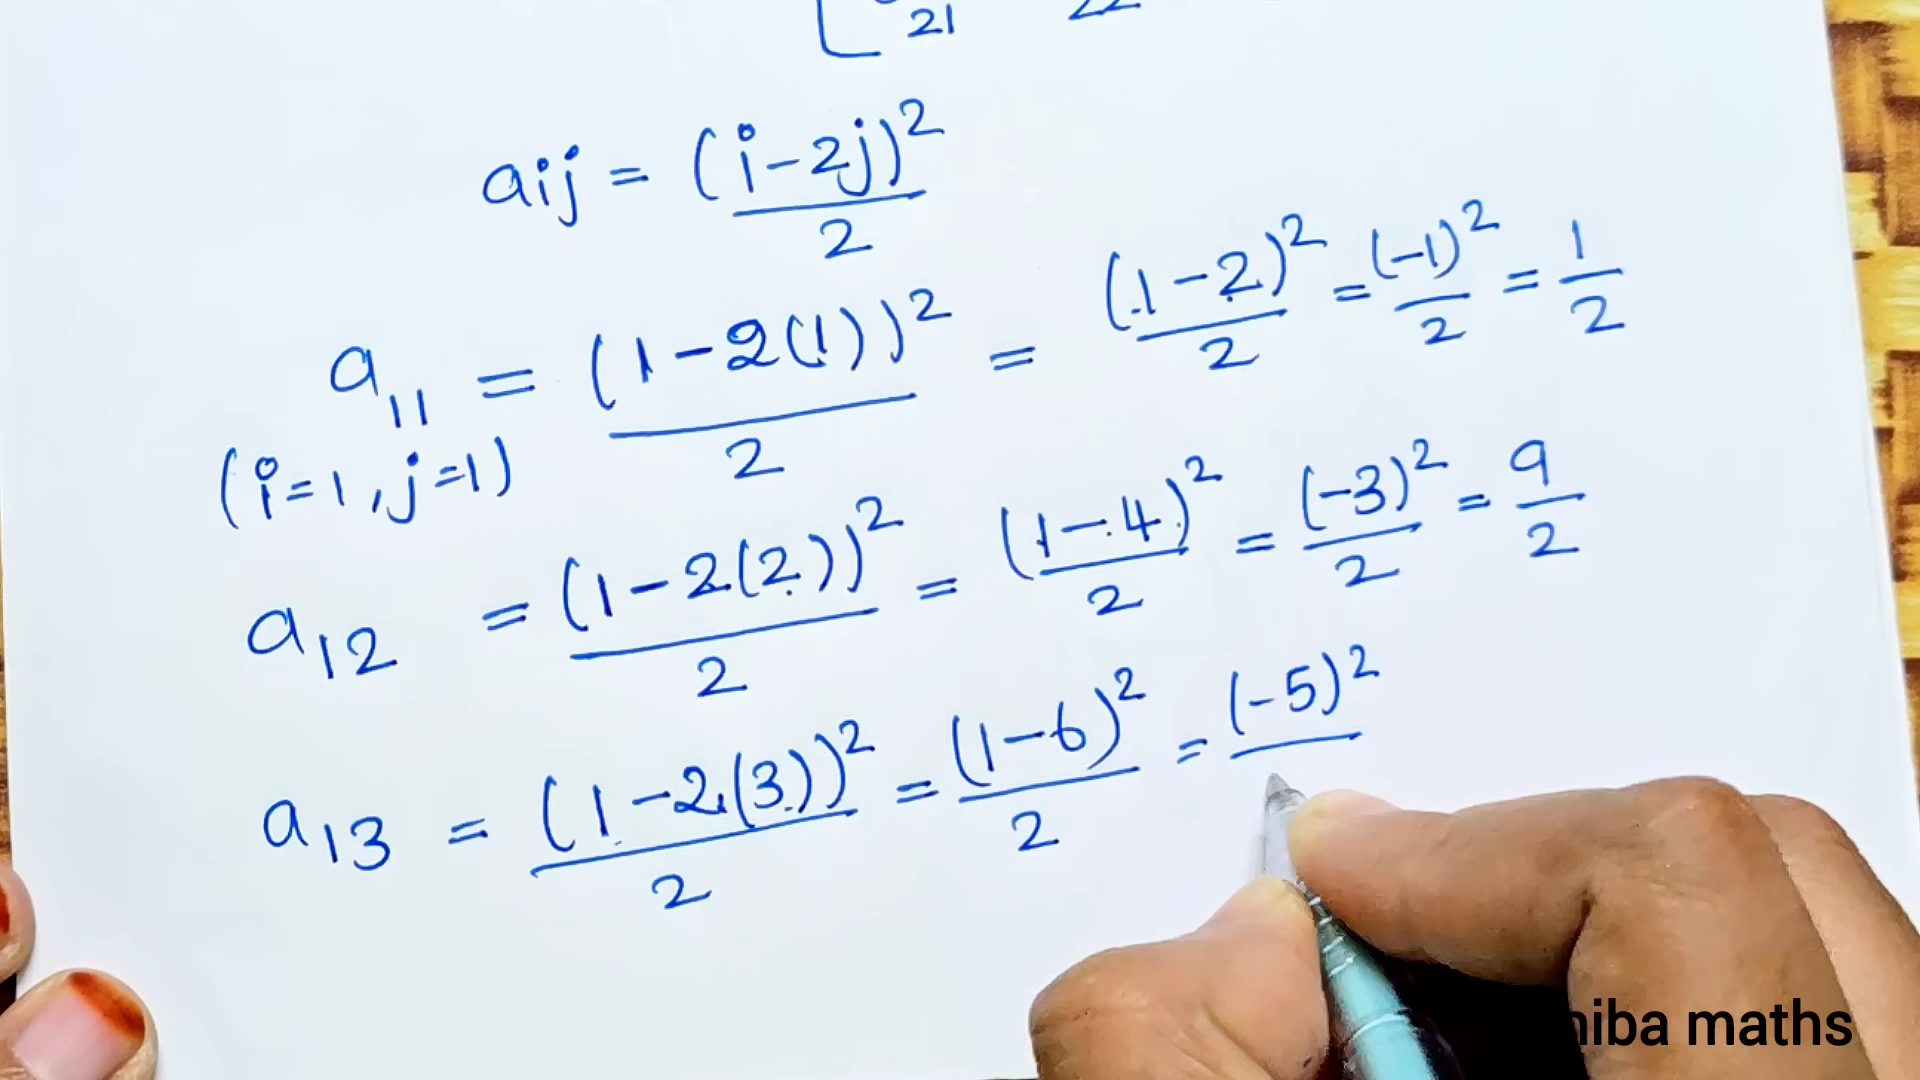 21 22
aij = (i-2j)²/2
a₁₁ = (1-2(1))²/2 = (1-2)²/2 = (-1)²/2 = 1/2
(i=1, j=1)
a₁₂ = (1-2(2))²/2 = (1-4)²/2 = (-3)²/2 = 9/2
a₁₃ = (1-2(3))²/2 = (1-6)²/2 = (-5)²
maths